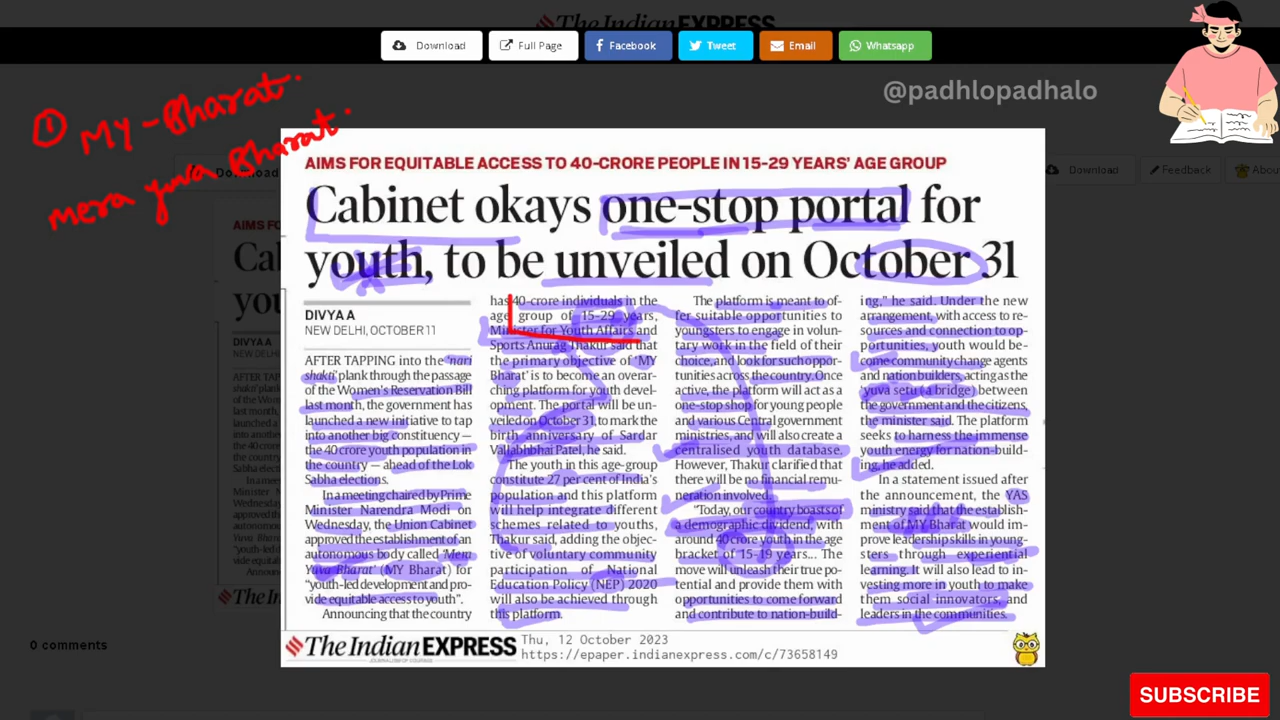 The Indian EXPRESS
Download
Full Page
Facebook
Tweet
Email
Whatsapp
@padhlopadhalo
① MY-Bharat.
mera yuva Bharat.
Download
Feedback
Abou
AIMS FOR EQUITABLE ACCESS TO 40-CRORE PEOPLE IN 15-29 YEARS' AGE GROUP
Cabinet okays one-stop portal for
youth, to be unveiled on October 31
DIVYA A
NEW DELHI, OCTOBER 11
AFTER TAPPING into the 'nari
shakti' plank through the passage
of the Women's Reservation Bill
last month, the government has
launched a new initiative to tap
into another big constituency —
the 40 crore youth population in
the country — ahead of the Lok
Sabha elections.
In a meeting chaired by Prime
Minister Narendra Modi on
Wednesday, the Union Cabinet
approved the establishment of an
autonomous body called 'Mera
Yuva Bharat' (MY Bharat) for
"youth-led development and pro-
vide equitable access to youth".
Announcing that the country
has 40-crore individuals in the
age group of 15-29 years,
Minister for Youth Affairs and
Sports Anurag Thakur said that
the primary objective of 'MY
Bharat' is to become an overar-
ching platform for youth devel-
opment. The portal will be un-
veiled on October 31, to mark the
birth anniversary of Sardar
Vallabhbhai Patel, he said.
The youth in this age-group
constitute 27 per cent of India's
population and this platform
will help integrate different
schemes related to youths,
Thakur said, adding the objec-
tive of voluntary community
participation of National
Education Policy (NEP) 2020
will also be achieved through
this platform.
The platform is meant to of-
fer suitable opportunities to
youngsters to engage in volun-
tary work in the field of their
choice, and look for such oppor-
tunities across the country. Once
active, the platform will act as a
one-stop shop for young people
and various Central government
ministries, and will also create a
centralised youth database.
However, Thakur clarified that
there will be no financial remu-
neration involved.
"Today, our country boasts of
a demographic dividend, with
around 40 crore youth in the age
bracket of 15-19 years... The
move will unleash their true po-
tential and provide them with
opportunities to come forward
and contribute to nation-build-
ing," he said. Under the new
arrangement, with access to re-
sources and connection to op-
portunities, youth would be-
come community change agents
and nation builders, acting as the
'yuva setu' (a bridge) between
the government and the citizens,
the minister said. The platform
seeks to harness the immense
youth energy for nation-build-
ing, he added.
In a statement issued after
the announcement, the YAS
ministry said that the establish-
ment of MY Bharat would im-
prove leadership skills in young-
sters through experiential
learning. It will also lead to in-
vesting more in youth to make
them social innovators, and
leaders in the communities.
The Indian EXPRESS
JOURNALISM OF COURAGE
Thu, 12 October 2023
https://epaper.indianexpress.com/c/73658149
0 comments
SUBSCRIBE